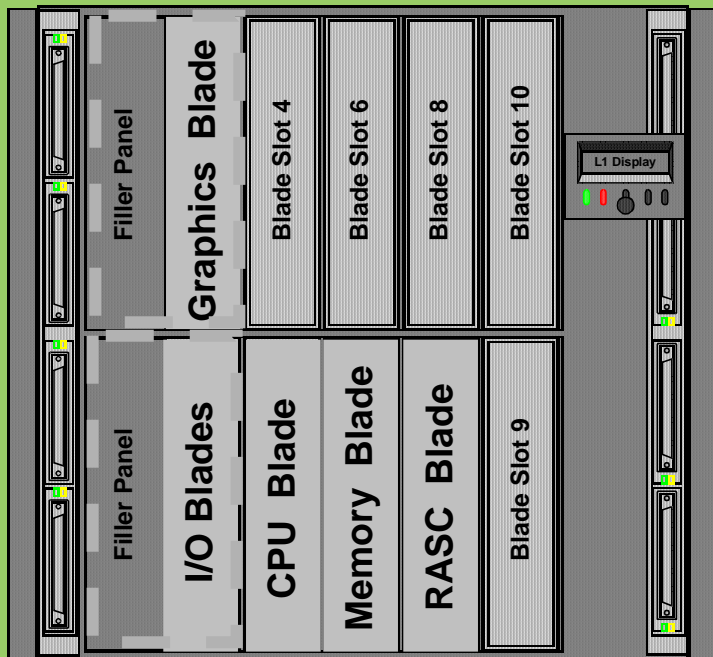 Filler Panel
Graphics Blade
Blade Slot 4
Blade Slot 6
Blade Slot 8
Blade Slot 10
L1 Display
Filler Panel
I/O Blades
CPU Blade
Memory Blade
RASC Blade
Blade Slot 9